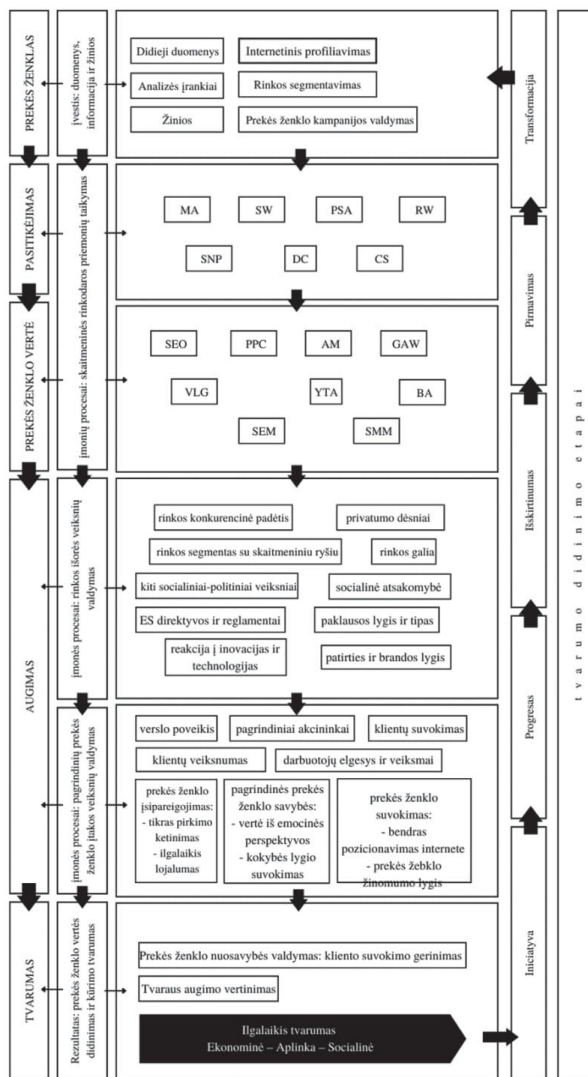 PREKĖS ŽENKLAS
įvestis: duomenys,
informacija ir žinios
Didieji duomenys
Internetinis profiliavimas
Analizės įrankiai
Rinkos segmentavimas
Žinios
Prekės ženklo kampanijos valdymas
PASITIKĖJIMAS
įmonių procesai: skaitmeninės rinkodaros priemonių taikymas
MA
SW
PSA
RW
SNP
DC
CS
PREKĖS ŽENKLO VERTĖ
SEO
PPC
AM
GAW
VLG
YTA
BA
SEM
SMM
AUGIMAS
įmonės procesai: rinkos išorės veiksnių
valdymas
rinkos konkurencinė padėtis
privatumo dėsniai
rinkos segmentas su skaitmeniniu ryšiu
rinkos galia
kiti socialiniai-politiniai veiksniai
socialinė atsakomybė
ES direktyvos ir reglamentai
paklausos lygis ir tipas
reakcija į inovacijas ir
technologijas
patirties ir brandos lygis
įmonės procesai: pagrindinių prekės
ženklo įtakos veiksnių valdymas
verslo poveikis
pagrindiniai akcininkai
klientų suvokimas
klientų veiksnumas
darbuotojų elgesys ir veiksmai
prekės ženklo
įsipareigojimas:
- tikras pirkimo
ketinimas
- ilgalaikis
lojalumas
pagrindinės prekės
ženklo savybės:
- vertė iš emocinės
perspektyvos
- kokybės lygio
suvokimas
prekės ženklo
suvokimas:
- bendras
pozicionavimas internete
- prekės žebklo
žinomumo lygis
TVARUMAS
Rezultatas: prekės ženklo vertės
didinimas ir kūrimo tvarumas
Prekės ženklo nuosavybės valdymas: kliento suvokimo gerinimas
Tvaraus augimo vertinimas
Ilgalaikis tvarumas
Ekonominė – Aplinka – Socialinė
Transformacija
Pirmavimas
Išskirtinumas
Progresas
Iniciatyva
tvarumo didinimo etapai